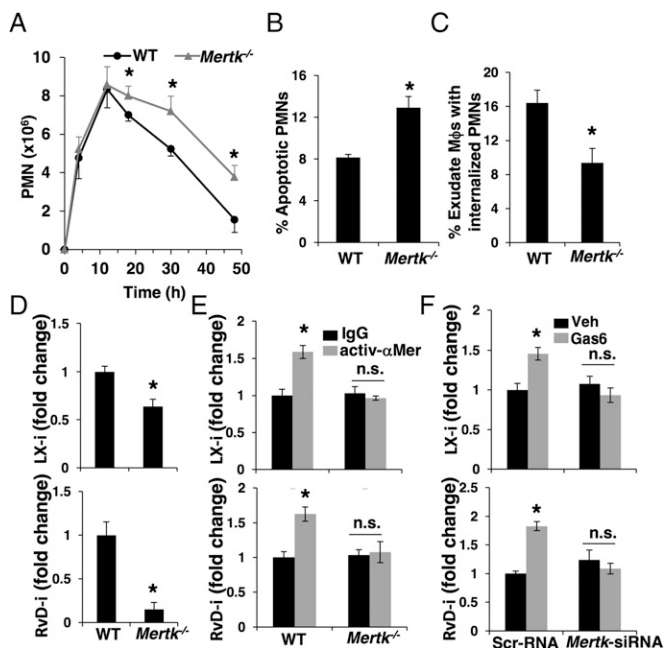 A
WT
Mertk-/-
*
*
*
PMN (x10⁶)
10
8
6
4
2
0
0 10 20 30 40 50
Time (h)
B
% Apoptotic PMNs
16
12
8
4
0
*
WT
Mertk-/-
C
% Exudate Mϕs with
internalized PMNs
20
16
12
8
4
0
*
WT
Mertk-/-
D
LX-i (fold change)
1.5
1
0.5
0
*
RvD-i (fold change)
1.5
1
0.5
0
*
WT
Mertk-/-
E
IgG
activ-αMer
LX-i (fold change)
2
1.5
1
0.5
0
*
n.s.
RvD-i (fold change)
2
1.5
1
0.5
0
*
n.s.
WT
Mertk-/-
F
Veh
Gas6
LX-i (fold change)
2
1.5
1
0.5
0
*
n.s.
RvD-i (fold change)
2
1.5
1
0.5
0
*
n.s.
Scr-RNA
Mertk-siRNA